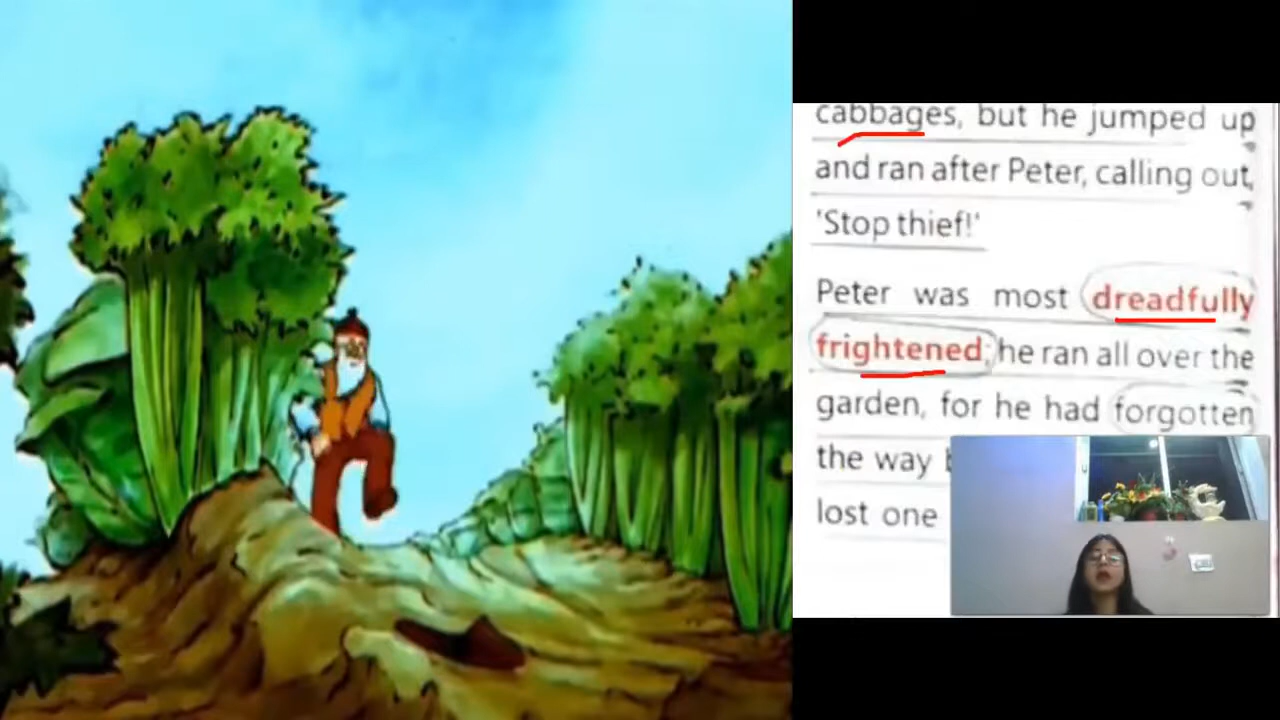 cabbages, but he jumped up
and ran after Peter, calling out,
'Stop thief!'
Peter was most dreadfully
frightened; he ran all over the
garden, for he had forgotten
the way
lost one